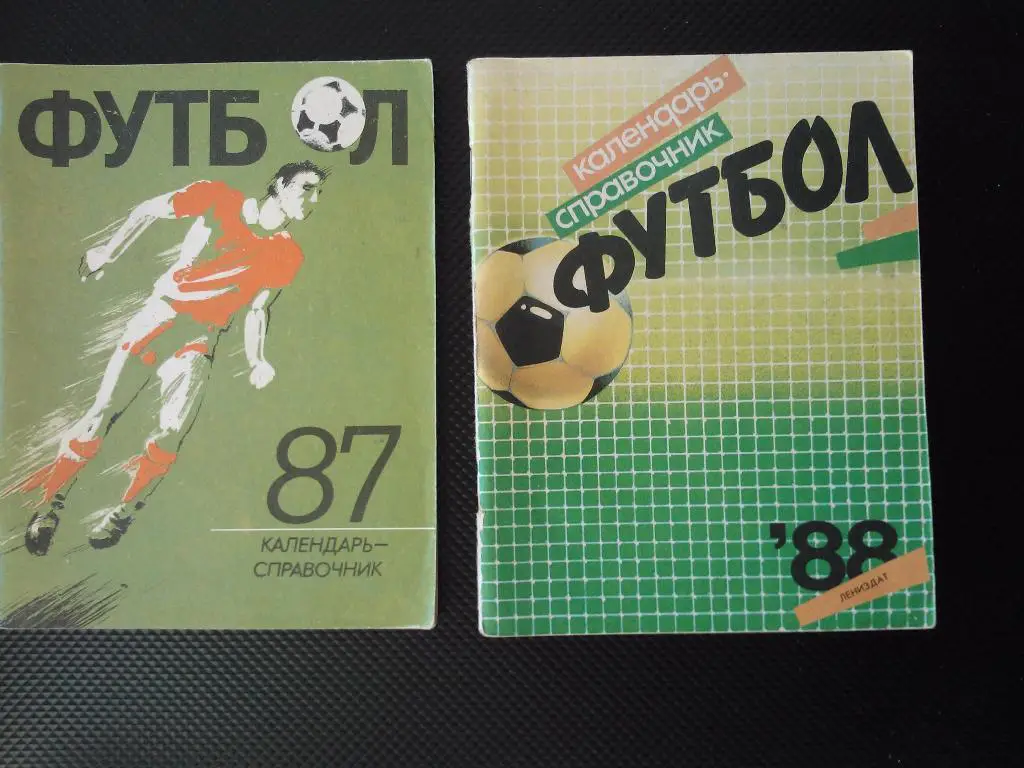 ФУТБОЛ
87
КАЛЕНДАРЬ–
СПРАВОЧНИК
календарь·
справочник
ФУТБОЛ
'88
ЛЕНИЗДАТ